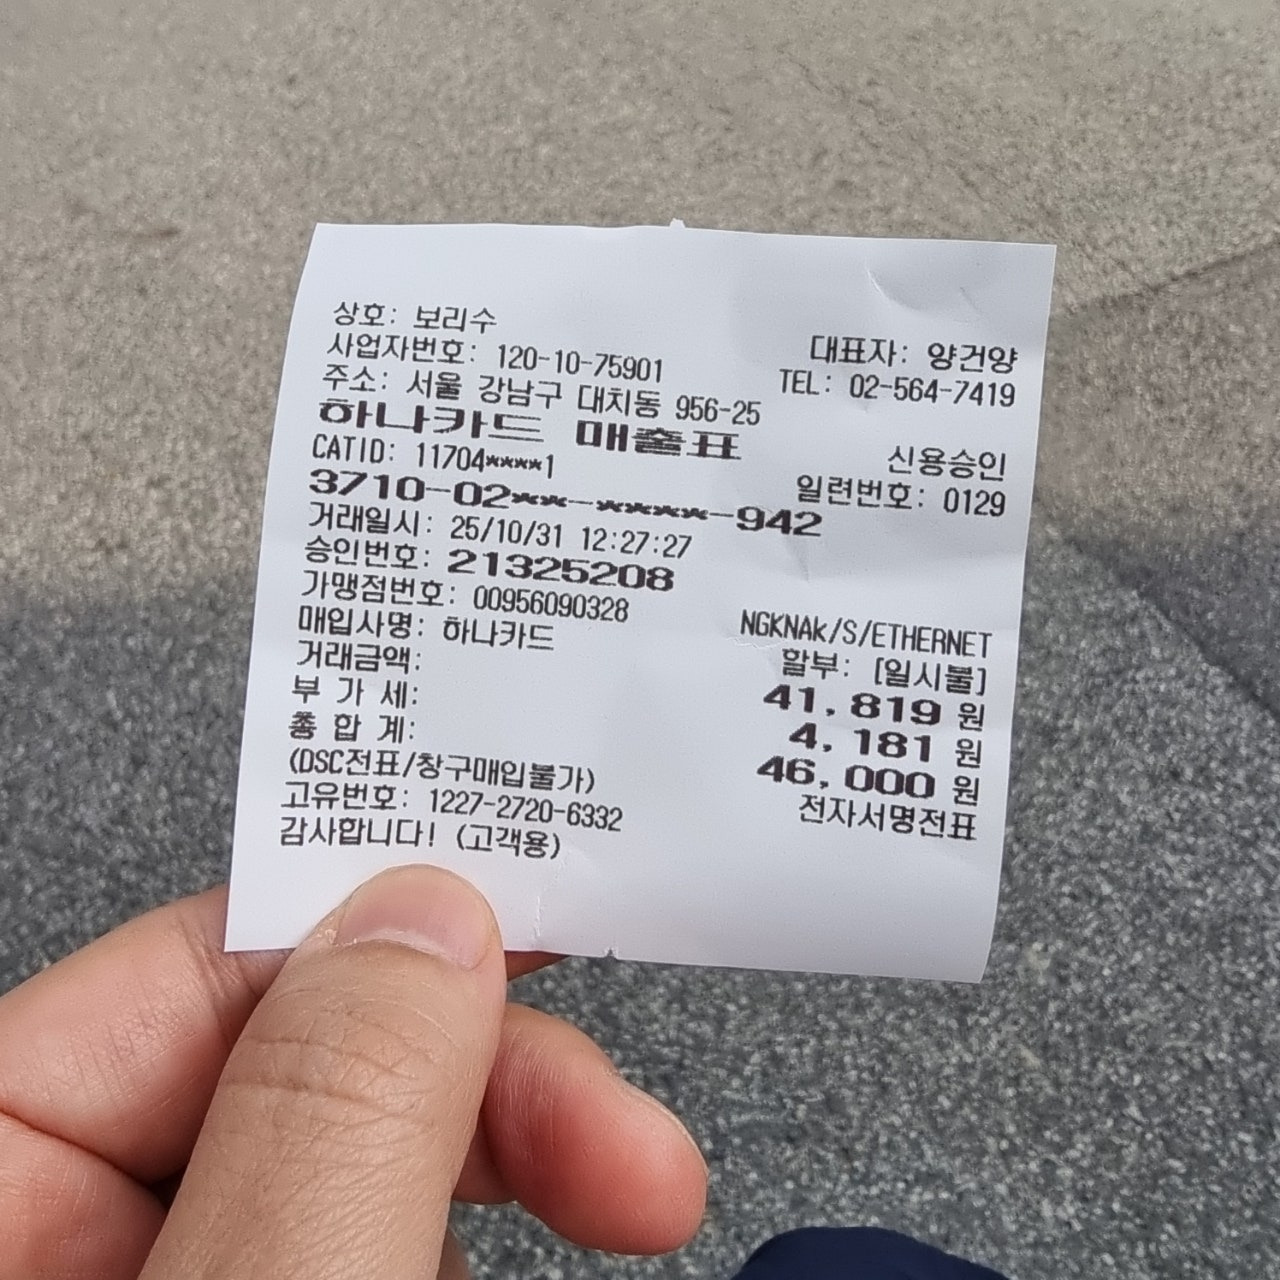 상호: 보리수
대표자: 양건양
사업자번호: 120-10-75901
TEL: 02-564-7419
주소: 서울 강남구 대치동 956-25
하나카드 매출표
신용승인
CATID: 11704****1
일련번호: 0129
3710-02**-****-942
거래일시: 25/10/31 12:27:27
승인번호: 21325208
가맹점번호: 00956090328
NGKNAk/S/ETHERNET
매입사명: 하나카드
할부: [일시불]
거래금액: 41,819 원
부 가 세: 4,181 원
총 합 계: 46,000 원
(DSC전표/창구매입불가)
전자서명전표
고유번호: 1227-2720-6332
감사합니다! (고객용)